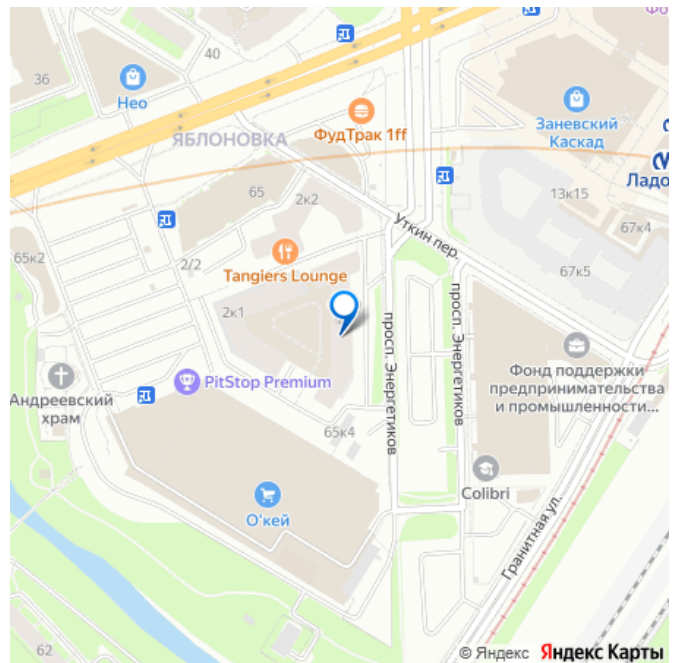 Фо
36
40
Нео
ФудТрак 1ff
Заневский
Каскад
ЯБЛОНОВКА
Ладо
65
2к2
13к15
67к4
Уткин пер.
65к2
2/2
Tangiers Lounge
67к5
2к1
просп. Энергетиков
просп. Энергетиков
Фонд поддержки
предпринимательства
и промышленности...
PitStop Premium
Андреевский
храм
65к4
Colibri
О'кей
Гранитная ул.
62
© Яндекс Яндекс Карты